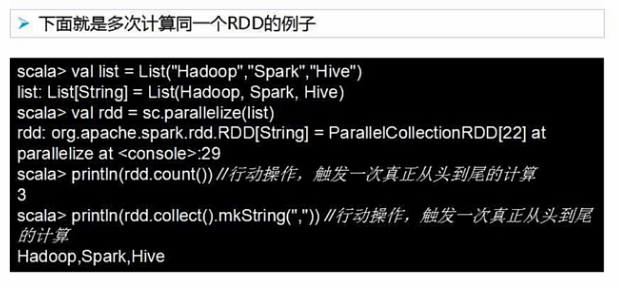 下面就是多次计算同一个RDD的例子
scala> val list = List("Hadoop","Spark","Hive")
list: List[String] = List(Hadoop, Spark, Hive)
scala> val rdd = sc.parallelize(list)
rdd: org.apache.spark.rdd.RDD[String] = ParallelCollectionRDD[22] at
parallelize at <console>:29
scala> println(rdd.count()) //行动操作，触发一次真正从头到尾的计算
3
scala> println(rdd.collect().mkString(",")) //行动操作，触发一次真正从头到尾
的计算
Hadoop,Spark,Hive